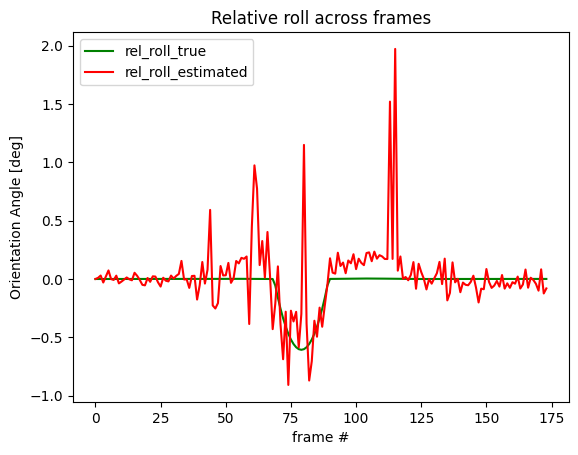 Relative roll across frames
rel_roll_true
rel_roll_estimated
Orientation Angle [deg]
2.0
1.5
1.0
0.5
0.0
−0.5
−1.0
0 25 50 75 100 125 150 175
frame #